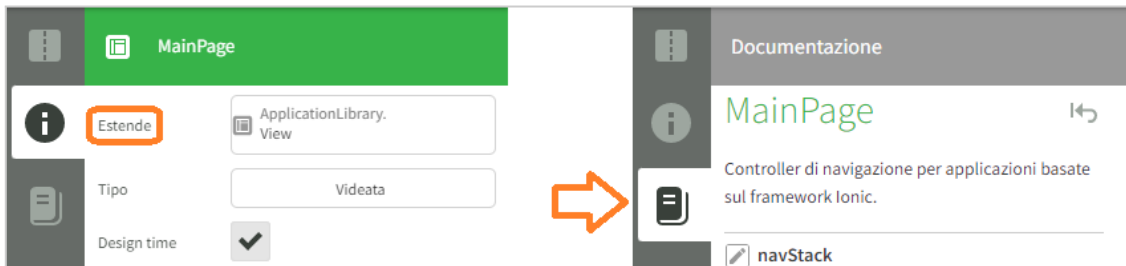 MainPage
Estende
ApplicationLibrary.
View
Tipo
Videata
Design time
Documentazione
MainPage
Controller di navigazione per applicazioni basate
sul framework Ionic.
navStack